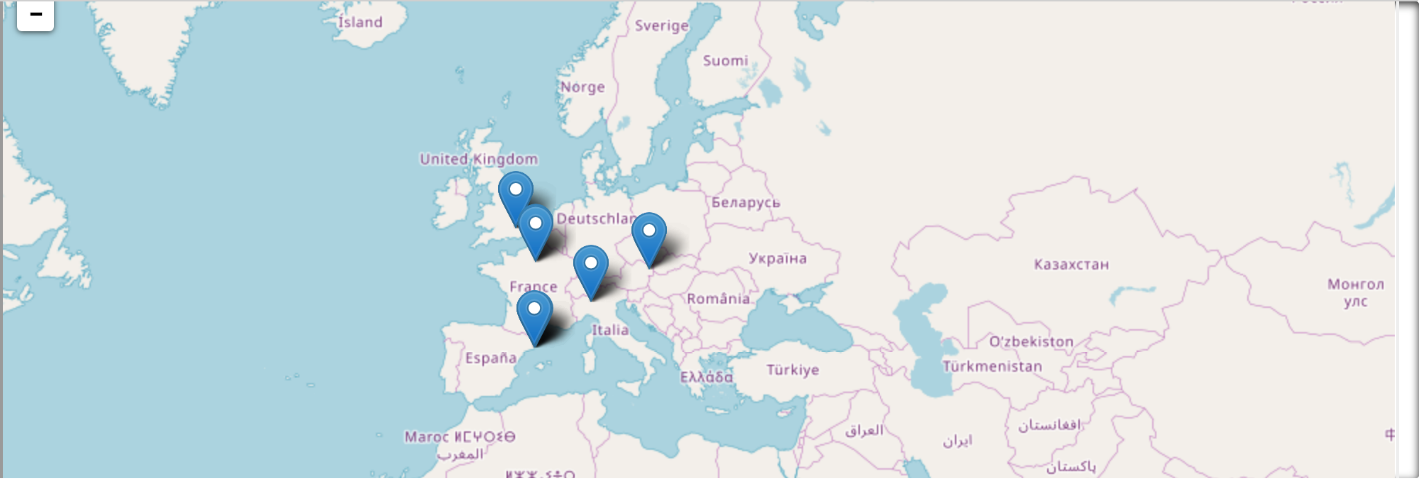 −
Ísland
Sverige
Suomi
Norge
United Kingdom
Беларусь
Україна
France
România
Italia
España
Ελλάδα
Türkiye
Казахстан
Монгол
улс
O'zbekiston
Türkmenistan
Maroc ⵍⵎⵖⵔⵉⴱ
المغرب
العراق
ایران
افغانستان
پاکستان